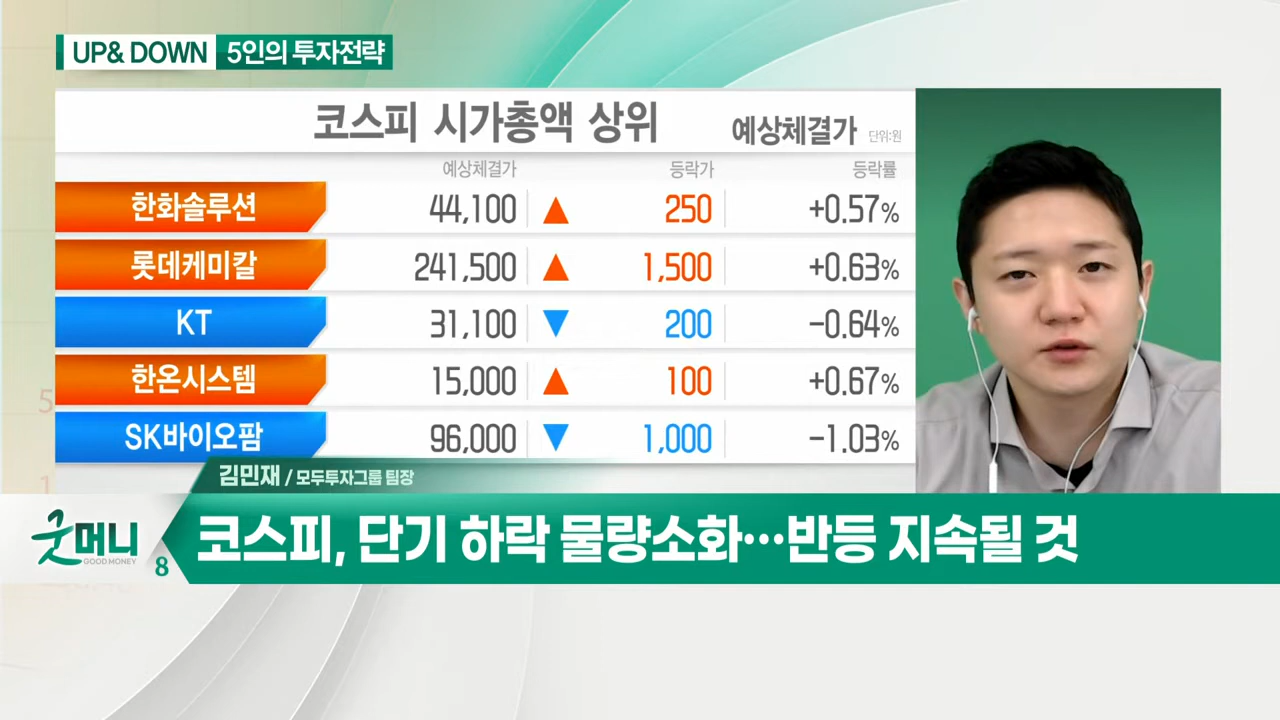 UP& DOWN 5인의 투자전략
코스피 시가총액 상위 예상체결가 단위:원
예상체결가 등락가 등락률
한화솔루션 44,100 ▲ 250 +0.57%
롯데케미칼 241,500 ▲ 1,500 +0.63%
KT 31,100 ▼ 200 -0.64%
한온시스템 15,000 ▲ 100 +0.67%
SK바이오팜 96,000 ▼ 1,000 -1.03%
5
1
김민재 / 모두투자그룹 팀장
굿머니
GOOD MONEY
8
코스피, 단기 하락 물량소화…반등 지속될 것